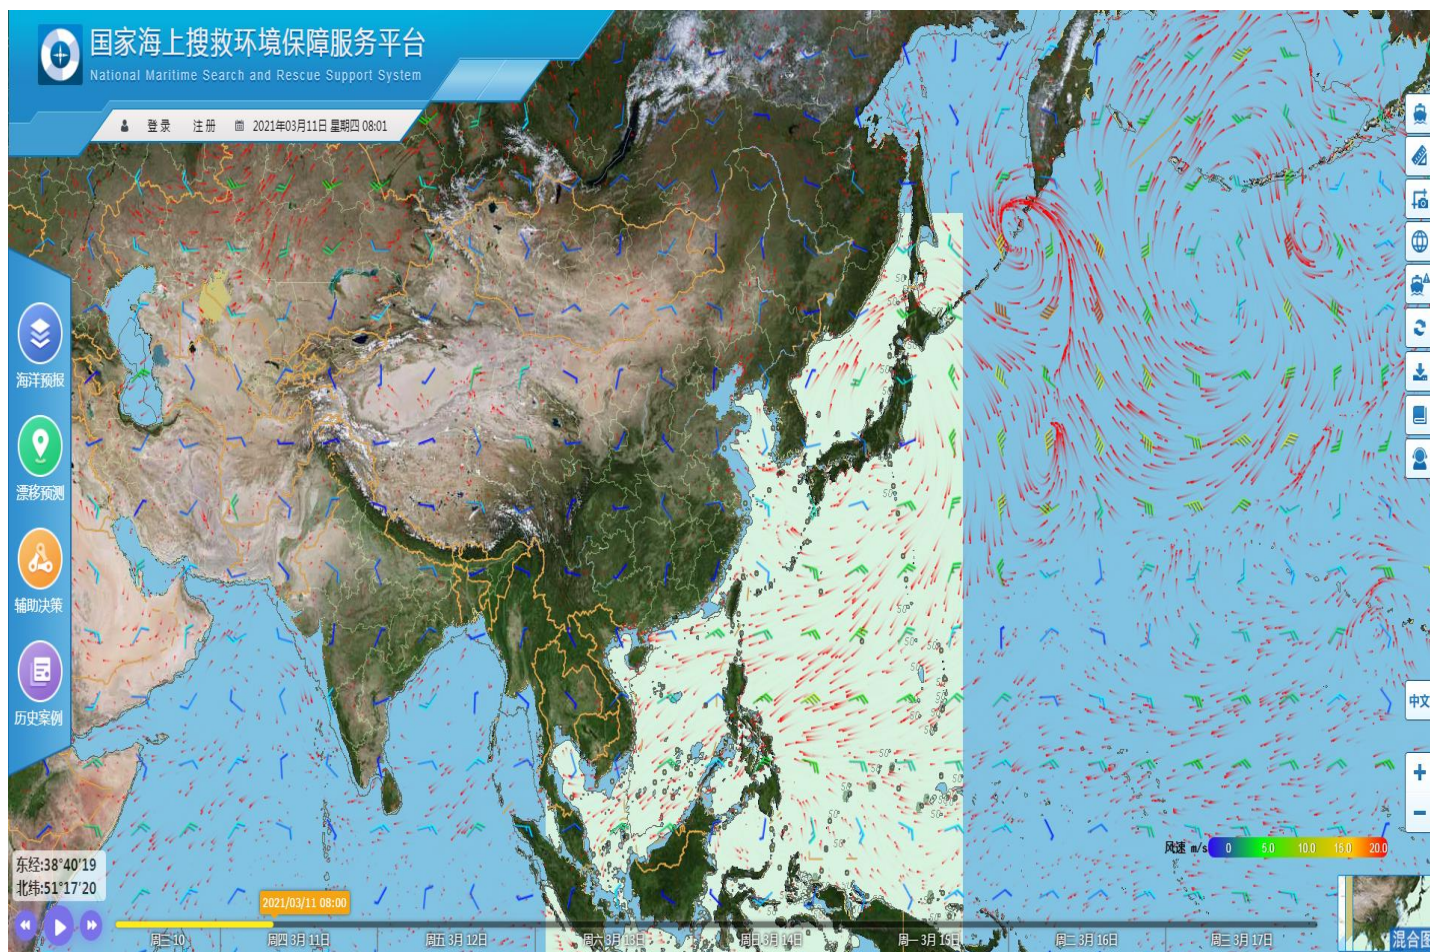 国家海上搜救环境保障服务平台
National Maritime Search and Rescue Support System
登录 注册 2021年03月11日 星期四 08:01
海洋预报
漂移预测
辅助决策
历史案例
中文
+
−
风速 m/s 0 5.0 10.0 15.0 20.0
东经:38°40'19
北纬:51°17'20
2021/03/11 08:00
周三 10 周四 3月 11日 周五 3月 12日 周六 3月 13日 周日 3月 14日 周一 3月 15日 周二 3月 16日 周三 3月 17日
混合图